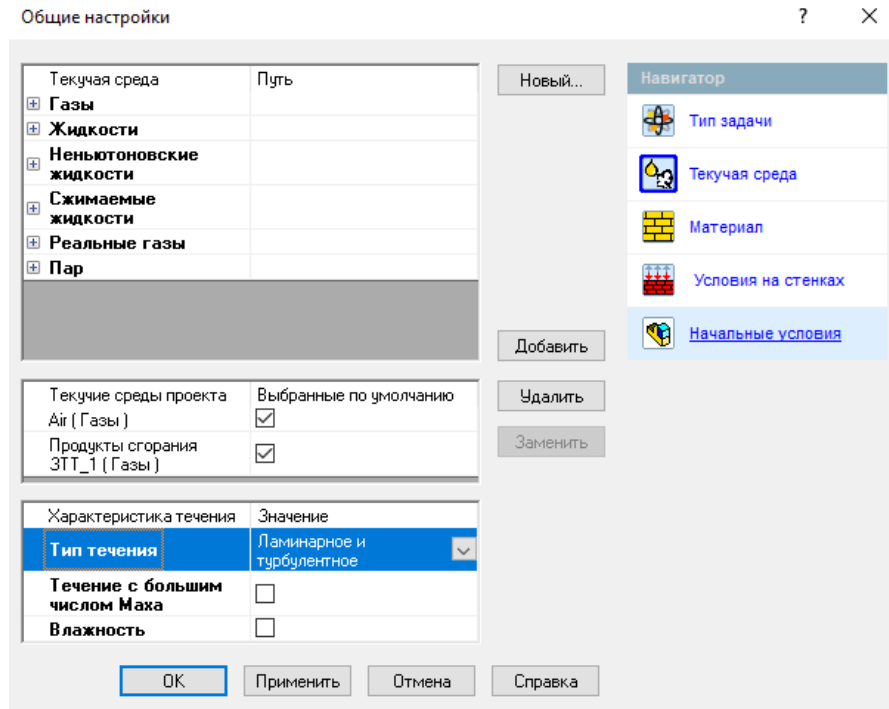 Общие настройки
?
Текучая среда
Путь
Газы
Жидкости
Неньютоновские
жидкости
Сжимаемые
жидкости
Реальные газы
Пар
Новый...
Добавить
Текучие среды проекта
Выбранные по умолчанию
Air ( Газы )
Продукты сгорания
ЗТТ_1 ( Газы )
Удалить
Заменить
Характеристика течения
Значение
Тип течения
Ламинарное и
турбулентное
Течение с большим
числом Маха
Влажность
OK
Применить
Отмена
Справка
Навигатор
Тип задачи
Текучая среда
Материал
Условия на стенках
Начальные условия